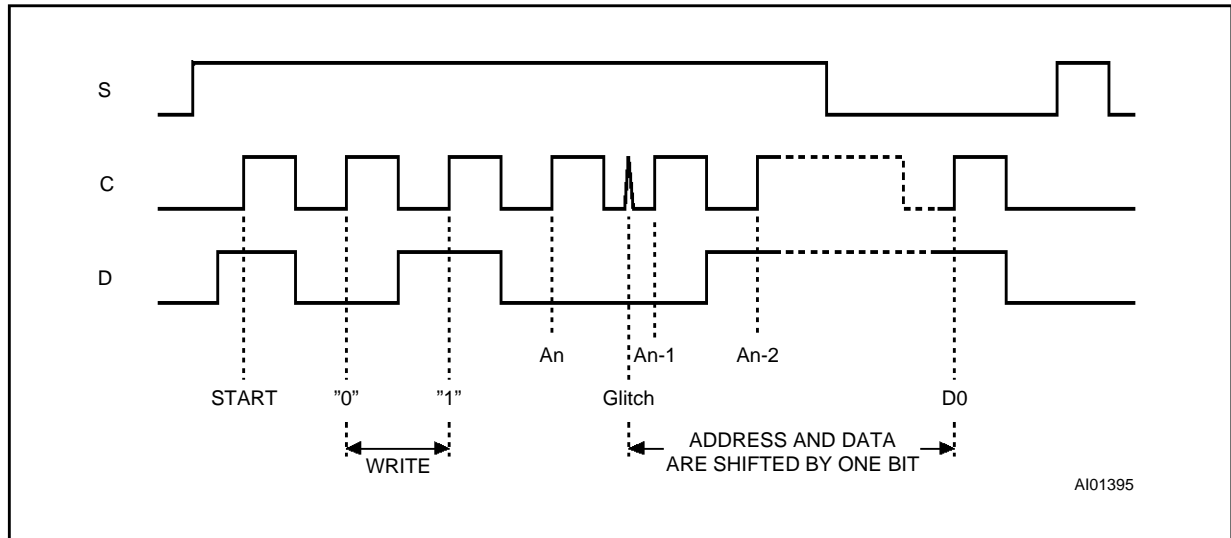 S
C
D
An
An-1
An-2
START
”0”
”1”
Glitch
D0
WRITE
ADDRESS AND DATA
ARE SHIFTED BY ONE BIT
AI01395